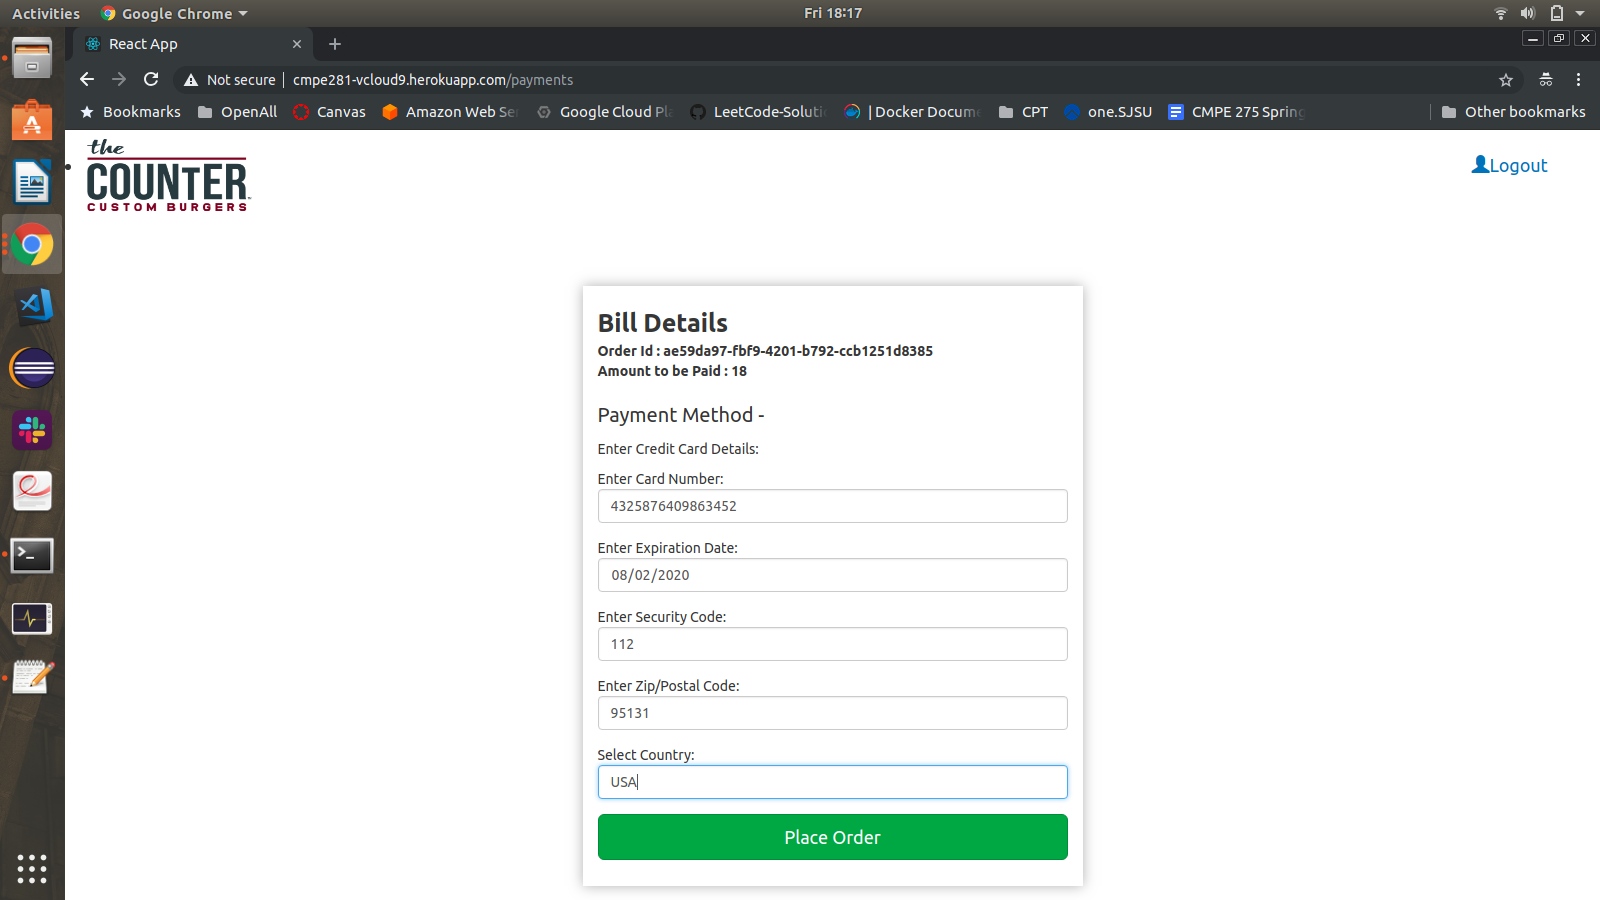 Activities Google Chrome Fri 18:17
React App
Not secure cmpe281-vcloud9.herokuapp.com/payments
Bookmarks OpenAll Canvas Amazon Web Se Google Cloud Pl LeetCode-Soluti | Docker Docume CPT one.SJSU CMPE 275 Spring Other bookmarks
the
COUNTER
CUSTOM BURGERS
Logout
Bill Details
Order Id : ae59da97-fbf9-4201-b792-ccb1251d8385
Amount to be Paid : 18
Payment Method -
Enter Credit Card Details:
Enter Card Number:
4325876409863452
Enter Expiration Date:
08/02/2020
Enter Security Code:
112
Enter Zip/Postal Code:
95131
Select Country:
USA
Place Order